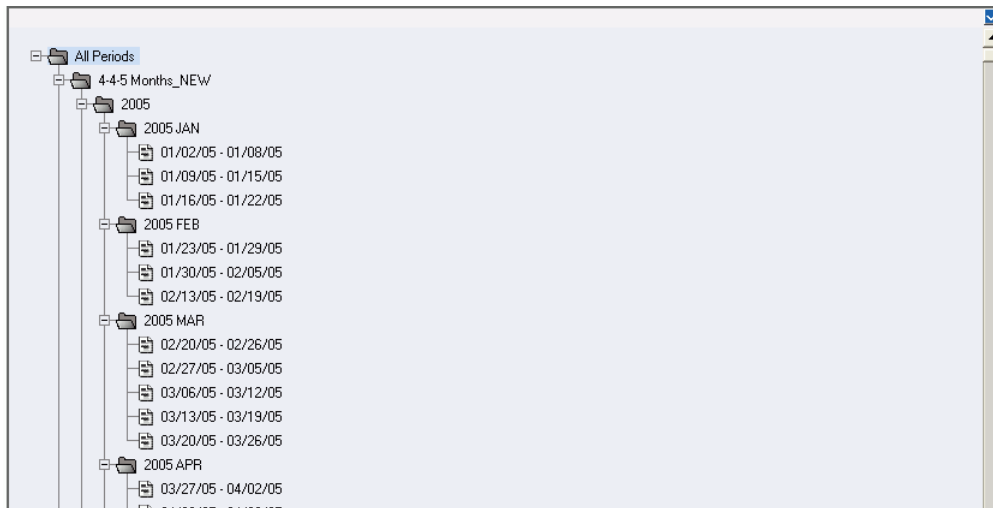 All Periods
4-4-5 Months_NEW
2005
2005 JAN
01/02/05 - 01/08/05
01/09/05 - 01/15/05
01/16/05 - 01/22/05
2005 FEB
01/23/05 - 01/29/05
01/30/05 - 02/05/05
02/13/05 - 02/19/05
2005 MAR
02/20/05 - 02/26/05
02/27/05 - 03/05/05
03/06/05 - 03/12/05
03/13/05 - 03/19/05
03/20/05 - 03/26/05
2005 APR
03/27/05 - 04/02/05